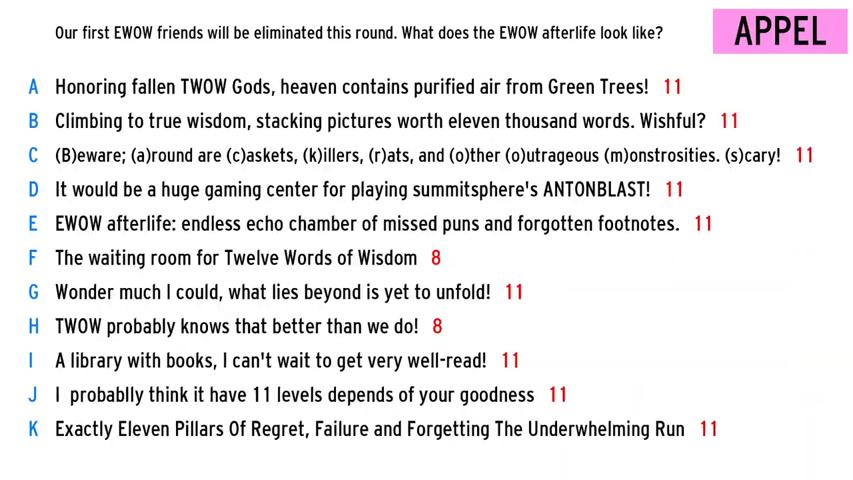 Our first EWOW friends will be eliminated this round. What does the EWOW afterlife look like?
APPEL
A Honoring fallen TWOW Gods, heaven contains purified air from Green Trees! 11
B Climbing to true wisdom, stacking pictures worth eleven thousand words. Wishful? 11
C (B)eware; (a)round are (c)askets, (k)illers, (r)ats, and (o)ther (o)utrageous (m)onstrosities. (s)cary! 11
D It would be a huge gaming center for playing summitsphere's ANTONBLAST! 11
E EWOW afterlife: endless echo chamber of missed puns and forgotten footnotes. 11
F The waiting room for Twelve Words of Wisdom 8
G Wonder much I could, what lies beyond is yet to unfold! 11
H TWOW probably knows that better than we do! 8
I A library with books, I can't wait to get very well-read! 11
J I probablly think it have 11 levels depends of your goodness 11
K Exactly Eleven Pillars Of Regret, Failure and Forgetting The Underwhelming Run 11